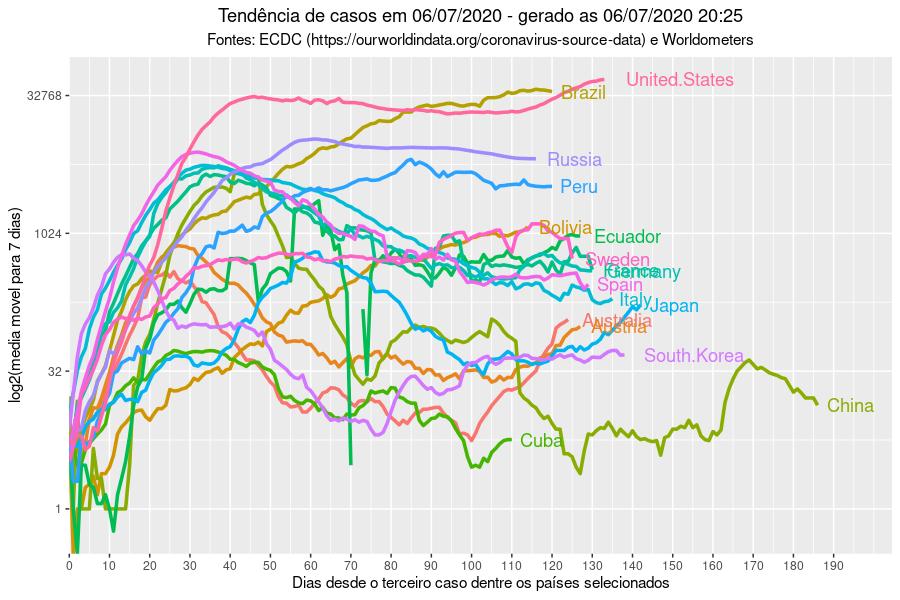 Tendência de casos em 06/07/2020 - gerado as 06/07/2020 20:25
Fontes: ECDC (https://ourworldindata.org/coronavirus-source-data) e Worldometers
log2(media movel para 7 dias)
32768
1024
32
1
United.States
Brazil
Russia
Peru
Bolivia
Ecuador
Sweden
France
Germany
Spain
Italy
Japan
Australia
Austria
South.Korea
China
Cuba
0 10 20 30 40 50 60 70 80 90 100 110 120 130 140 150 160 170 180 190
Dias desde o terceiro caso dentre os países selecionados